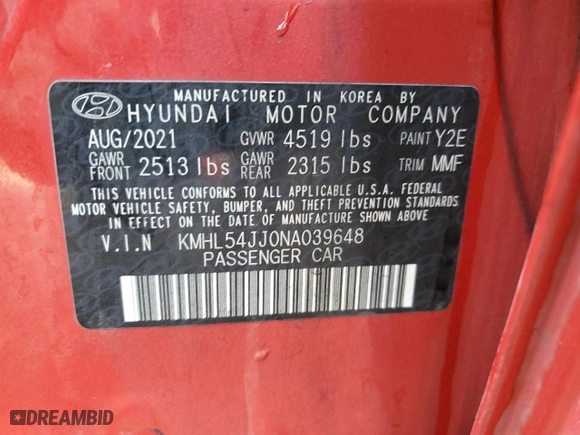 MANUFACTURED IN KOREA BY
HYUNDAI MOTOR COMPANY
AUG/2021 GVWR 4519 lbs PAINT Y2E
GAWR FRONT 2513 lbs GAWR REAR 2315 lbs TRIM MMF
THIS VEHICLE CONFORMS TO ALL APPLICABLE U.S.A. FEDERAL
MOTOR VEHICLE SAFETY, BUMPER, AND THEFT PREVENTION STANDARDS
IN EFFECT ON THE DATE OF MANUFACTURE SHOWN ABOVE.
V.I.N KMHL54JJ0NA039648
PASSENGER CAR
DREAMBID